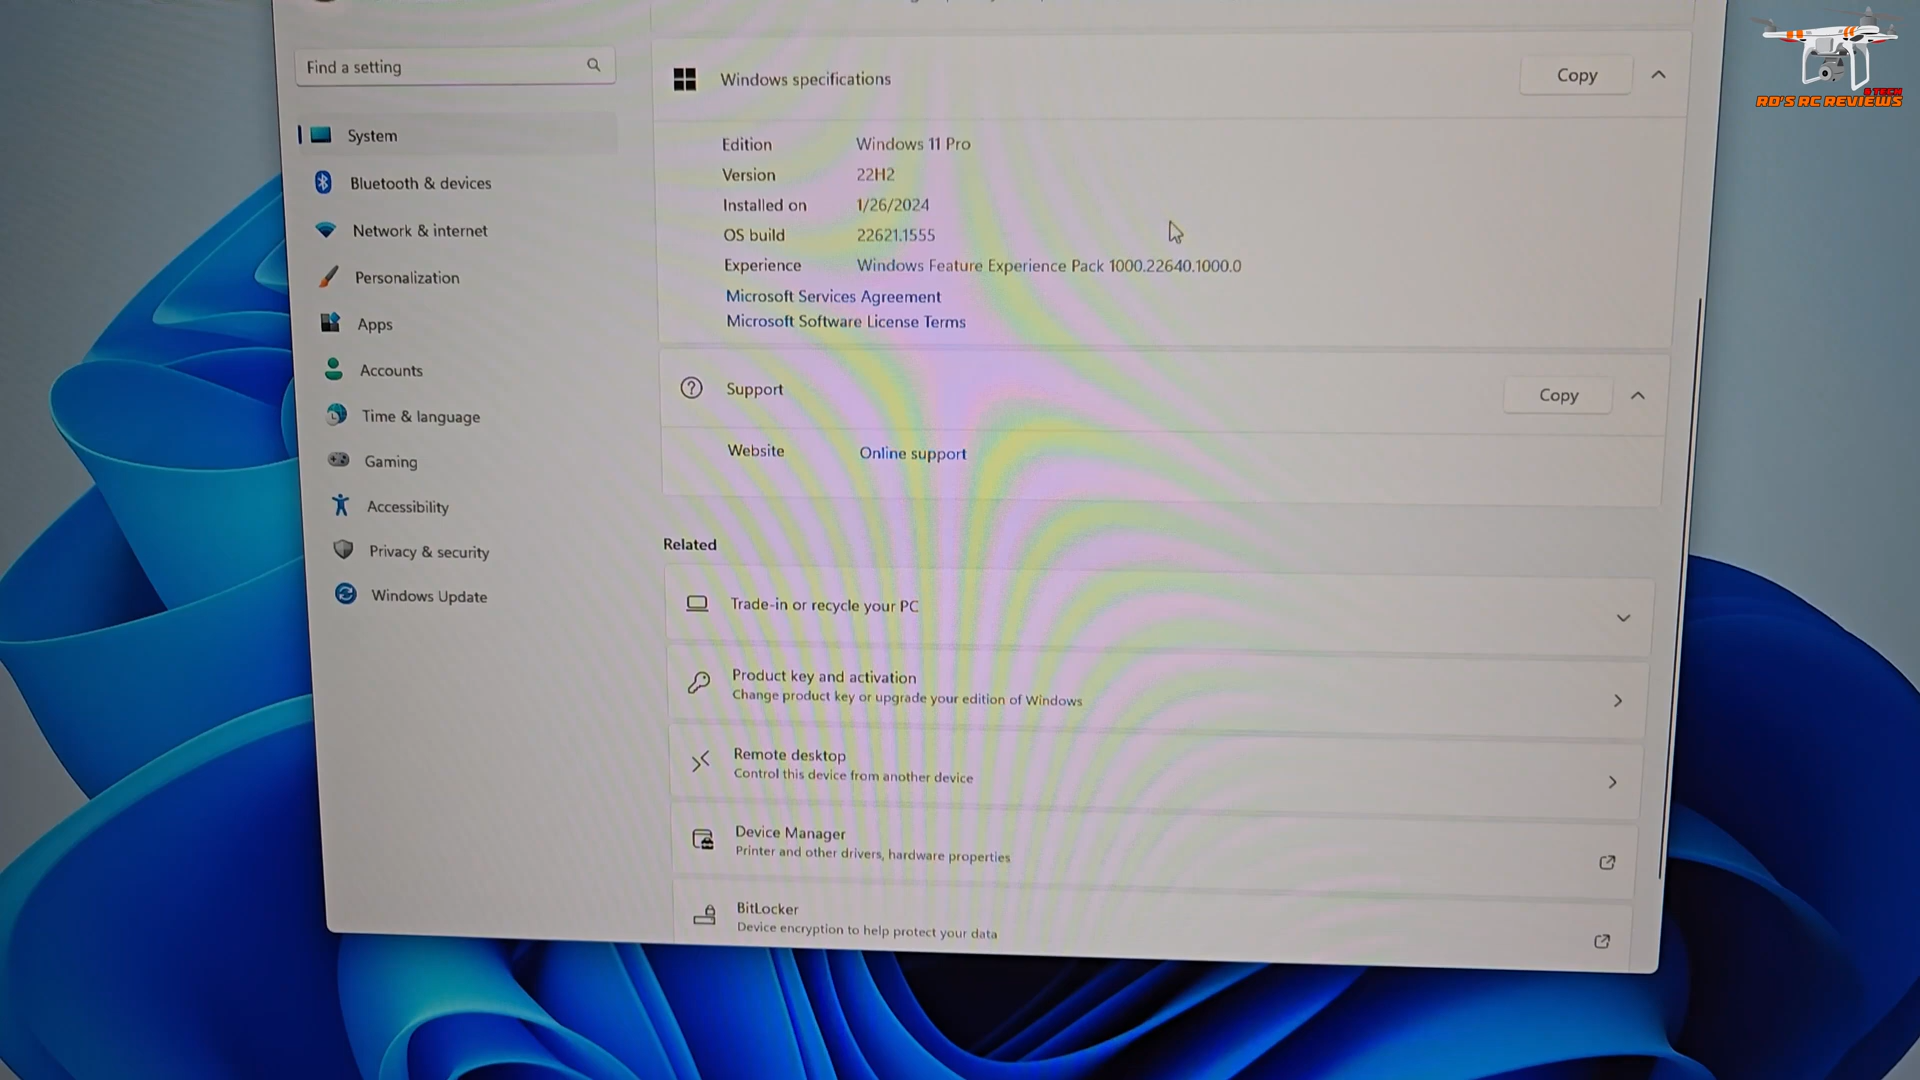 Find a setting
System
Bluetooth & devices
Network & internet
Personalization
Apps
Accounts
Time & language
Gaming
Accessibility
Privacy & security
Windows Update
Windows specifications
Copy
Edition Windows 11 Pro
Version 22H2
Installed on 1/26/2024
OS build 22621.1555
Experience Windows Feature Experience Pack 1000.22640.1000.0
Microsoft Services Agreement
Microsoft Software License Terms
Support
Copy
Website Online support
Related
Trade-in or recycle your PC
Product key and activation
Change product key or upgrade your edition of Windows
Remote desktop
Control this device from another device
Device Manager
Printer and other drivers, hardware properties
BitLocker
Device encryption to help protect your data
& TECH
RO'S RC REVIEWS